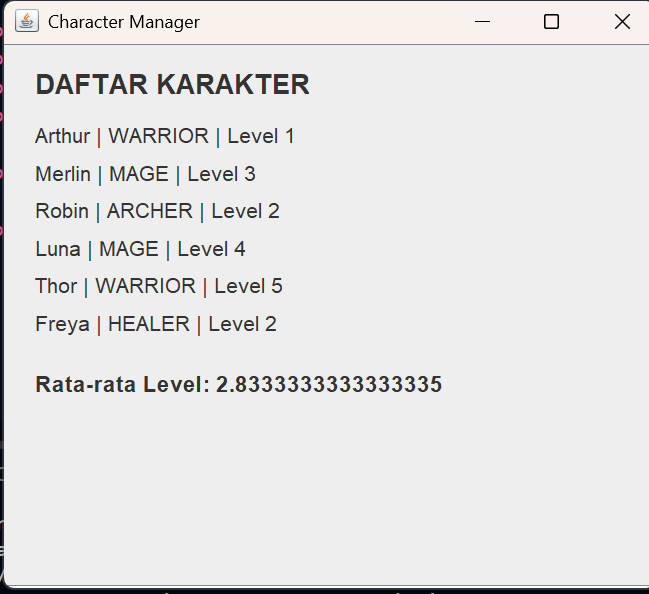 Character Manager
DAFTAR KARAKTER
Arthur | WARRIOR | Level 1
Merlin | MAGE | Level 3
Robin | ARCHER | Level 2
Luna | MAGE | Level 4
Thor | WARRIOR | Level 5
Freya | HEALER | Level 2
Rata-rata Level: 2.8333333333333335